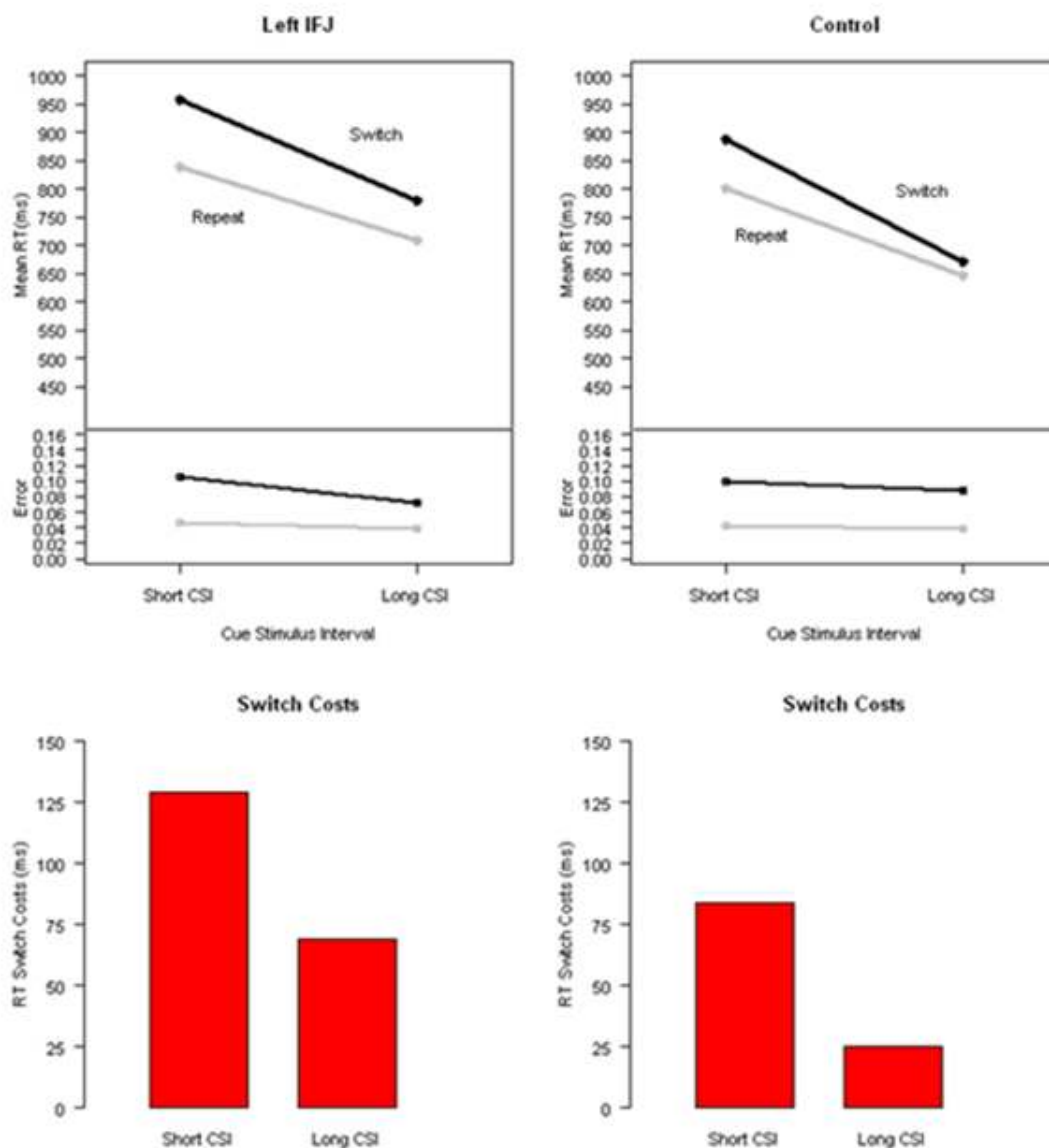 Left IFJ
Mean RT(ms)
1000
950
900
850
800
750
700
650
600
550
500
450
Switch
Repeat
Error
0.16
0.14
0.12
0.10
0.08
0.06
0.04
0.02
0.00
Short CSI Long CSI
Cue Stimulus Interval
Control
Mean RT(ms)
1000
950
900
850
800
750
700
650
600
550
500
450
Switch
Repeat
Error
0.16
0.14
0.12
0.10
0.08
0.06
0.04
0.02
0.00
Short CSI Long CSI
Cue Stimulus Interval
Switch Costs
RT Switch Costs (ms)
150
125
100
75
50
25
0
Short CSI Long CSI
Switch Costs
RT Switch Costs (ms)
150
125
100
75
50
25
0
Short CSI Long CSI